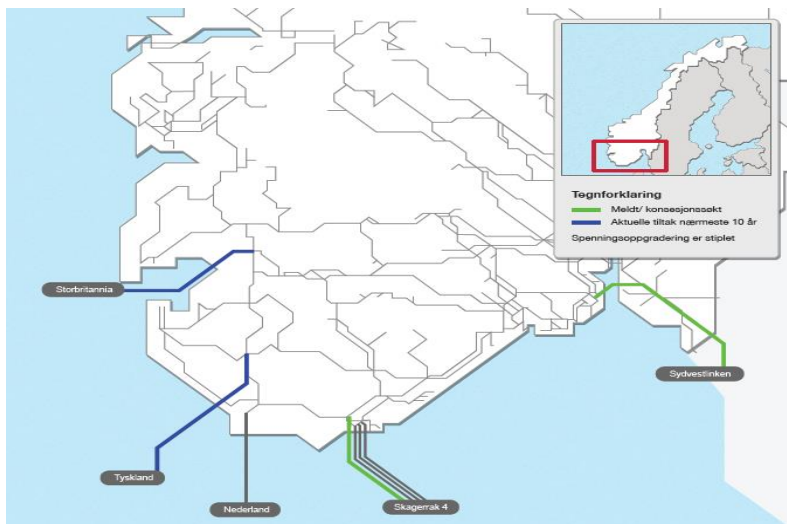 Tegnforklaring
Meldt/ konsesjonssøkt
Aktuelle tiltak nærmeste 10 år
Spenningsoppgradering er stiplet
Storbritannia
Sydvestlinken
Tyskland
Nederland
Skagerrak 4